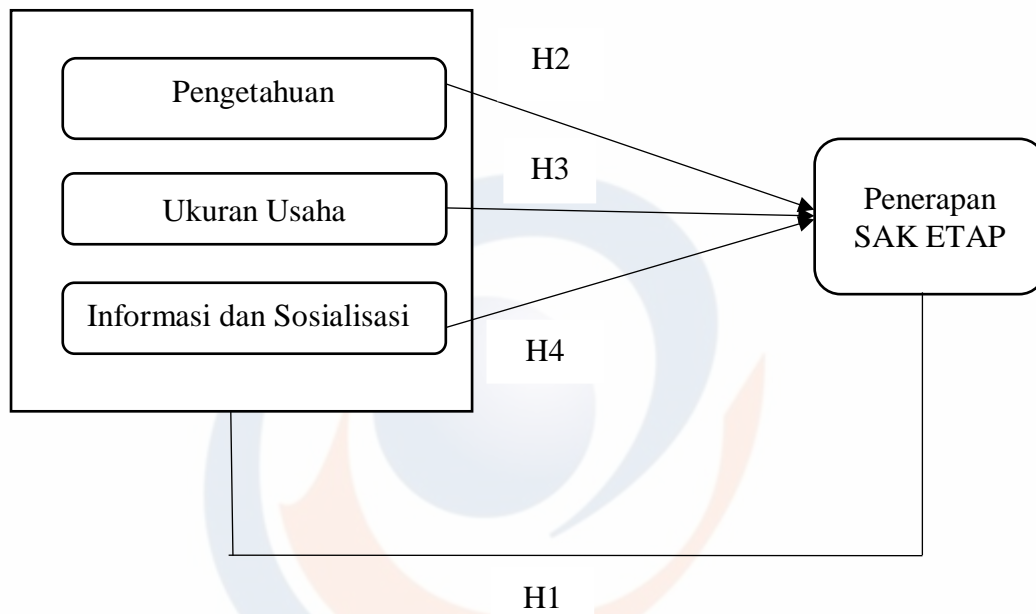 H2
Pengetahuan
H3
Ukuran Usaha
Penerapan
SAK ETAP
Informasi dan Sosialisasi
H4
H1